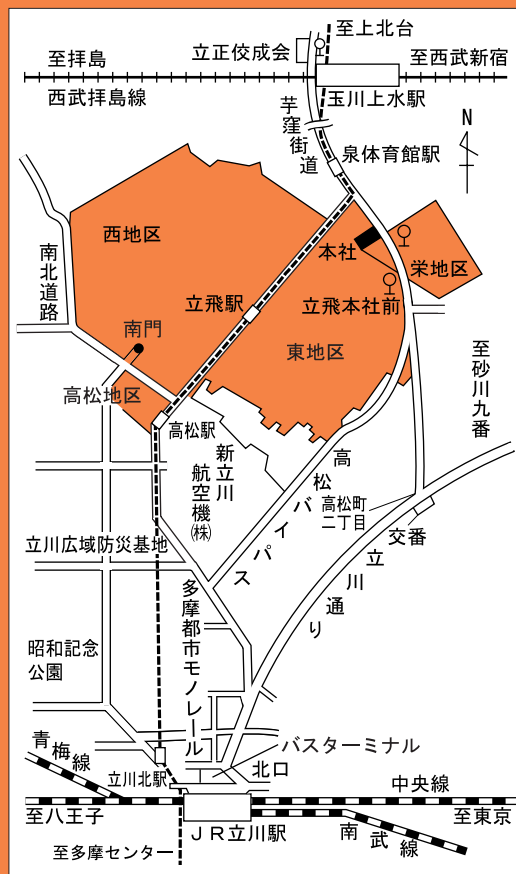 至上北台
立正佼成会
至拝島
至西武新宿
西武拝島線
玉川上水駅
芋窪街道
N
泉体育館駅
西地区
本社
栄地区
南北道路
立飛駅
立飛本社前
南門
東地区
至砂川九番
高松地区
高松駅
新立川
航空機
㈱
高松バイパス
高松町
二丁目
交番
立川広域防災基地
立川通り
多摩都市モノレール
昭和記念
公園
バスターミナル
青梅線
立川北駅
北口
中央線
至八王子
至東京
JR立川駅
南武線
至多摩センター